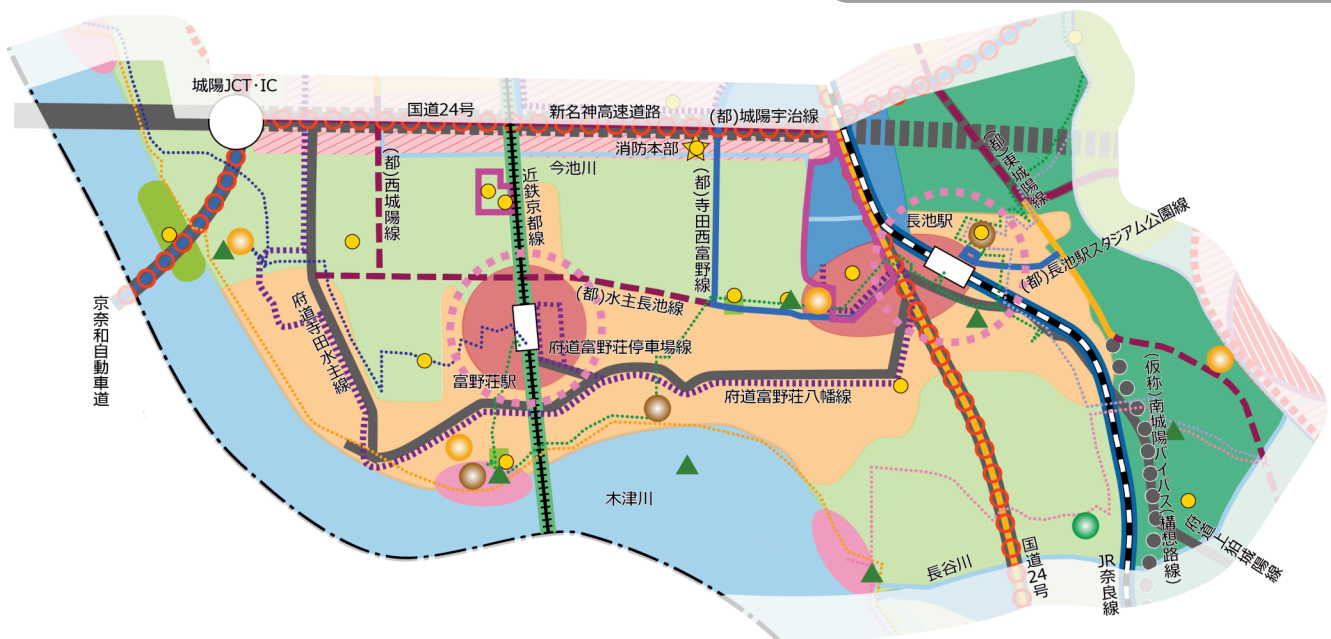 城陽JCT・IC
国道24号
新名神高速道路
(都)城陽宇治線
消防本部
今池川
(都)東城陽線
(都)西城陽線
近鉄京都線
(都)寺田西富野線
長池駅
(都)長池駅スタジアム公園線
京奈和自動車道
府道寺田水主線
(都)水主長池線
府道富野荘停車場線
富野荘駅
府道富野荘八幡線
(仮称)南城陽バイパス(構想路線)
木津川
国道24号
長谷川
JR奈良線
府道上狛城陽線